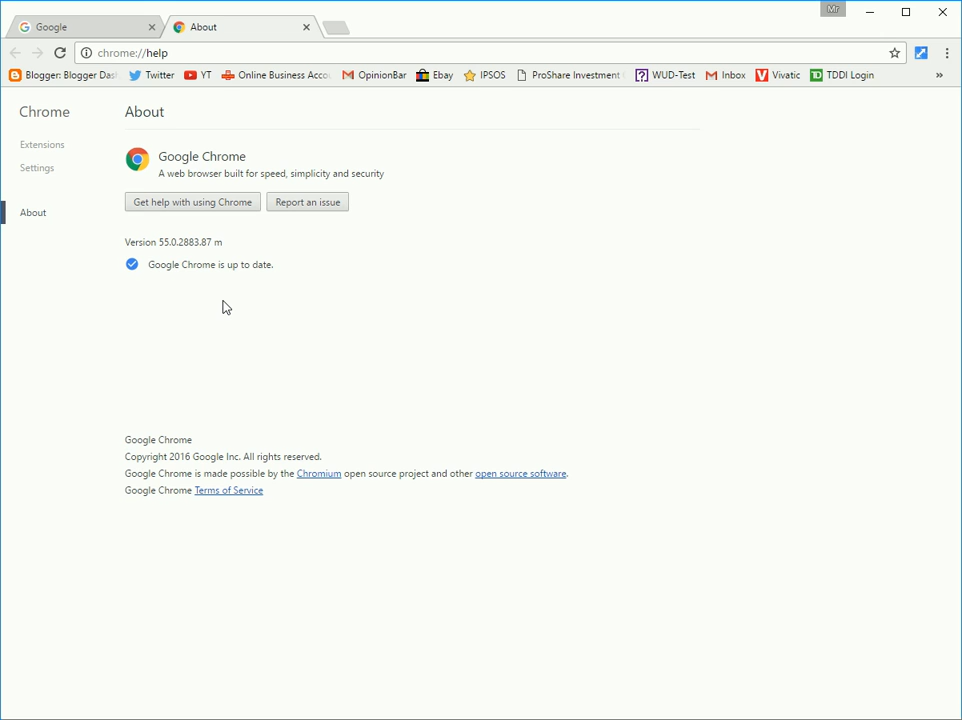 Mr
Google
About
chrome://help
Blogger: Blogger Das
Twitter
YT
Online Business Acco
OpinionBar
Ebay
IPSOS
ProShare Investment
WUD-Test
Inbox
Vivatic
TDDI Login
»
Chrome
Extensions
Settings
About
About
Google Chrome
A web browser built for speed, simplicity and security
Get help with using Chrome
Report an issue
Version 55.0.2883.87 m
Google Chrome is up to date.
Google Chrome
Copyright 2016 Google Inc. All rights reserved.
Google Chrome is made possible by the Chromium open source project and other open source software.
Google Chrome Terms of Service